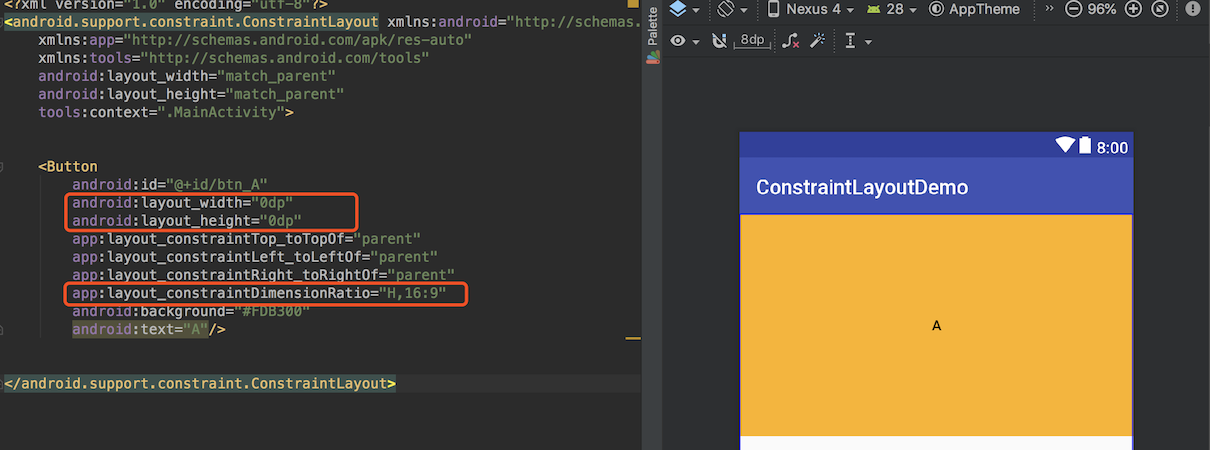 <?xml version="1.0" encoding="utf-8"?>
<android.support.constraint.ConstraintLayout xmlns:android="http://schemas.
xmlns:app="http://schemas.android.com/apk/res-auto"
xmlns:tools="http://schemas.android.com/tools"
android:layout_width="match_parent"
android:layout_height="match_parent"
tools:context=".MainActivity">
<Button
android:id="@+id/btn_A"
android:layout_width="0dp"
android:layout_height="0dp"
app:layout_constraintTop_toTopOf="parent"
app:layout_constraintLeft_toLeftOf="parent"
app:layout_constraintRight_toRightOf="parent"
app:layout_constraintDimensionRatio="H,16:9"
android:background="#FDB300"
android:text="A"/>
</android.support.constraint.ConstraintLayout>
Palette
Nexus 4 28 AppTheme » 96%
8dp
8:00
ConstraintLayoutDemo
A